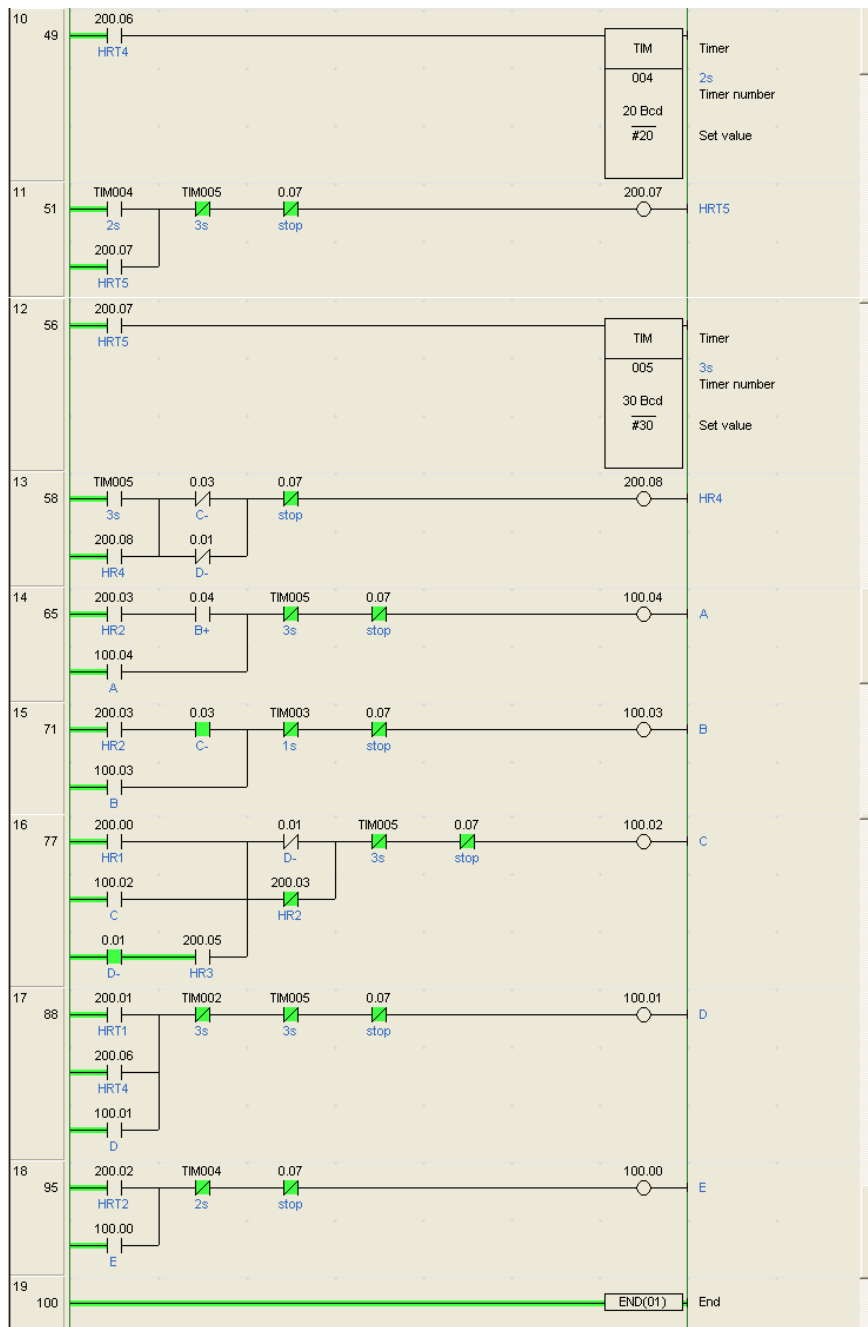 10 200.06
49 TIM Timer
HRT4
004 2s
Timer number
20 Bcd
#20 Set value
11 TIM004 TIM005 0.07 200.07
51 HRT5
2s 3s stop
200.07
HRT5
12 200.07
56 TIM Timer
HRT5
005 3s
Timer number
30 Bcd
#30 Set value
13 TIM005 0.03 0.07 200.08
58 HR4
3s C- stop
200.08 0.01
HR4 D-
14 200.03 0.04 TIM005 0.07 100.04
65 A
HR2 B+ 3s stop
100.04
A
15 200.03 0.03 TIM003 0.07 100.03
71 B
HR2 C- 1s stop
100.03
B
16 200.00 0.01 TIM005 0.07 100.02
77 C
HR1 D- 3s stop
100.02 200.03
C HR2
0.01 200.05
D- HR3
17 200.01 TIM002 TIM005 0.07 100.01
88 D
HRT1 3s 3s stop
200.06
HRT4
100.01
D
18 200.02 TIM004 0.07 100.00
95 E
HRT2 2s stop
100.00
E
19
100 END(01) End